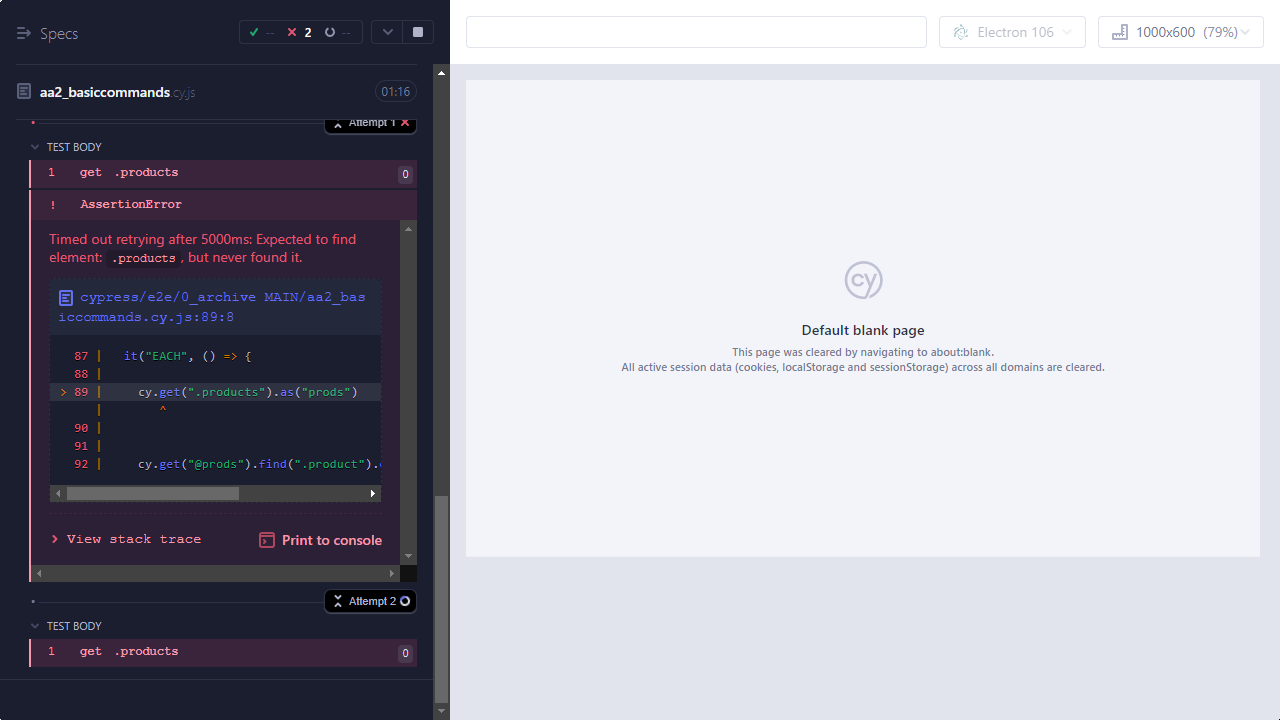 Specs
-- 2 --
Electron 106
1000x600 (79%)
aa2_basiccommands.cy.js
01:16
Attempt 1
TEST BODY
1 get .products 0
! AssertionError
Timed out retrying after 5000ms: Expected to find
element: .products, but never found it.
cypress/e2e/0_archive MAIN/aa2_bas
iccommands.cy.js:89:8
87 | it("EACH", () => {
88 |
> 89 | cy.get(".products").as("prods")
| ^
90 |
91 |
92 | cy.get("@prods").find(".product").
View stack trace
Print to console
Attempt 2
TEST BODY
1 get .products 0
cy
Default blank page
This page was cleared by navigating to about:blank.
All active session data (cookies, localStorage and sessionStorage) across all domains are cleared.